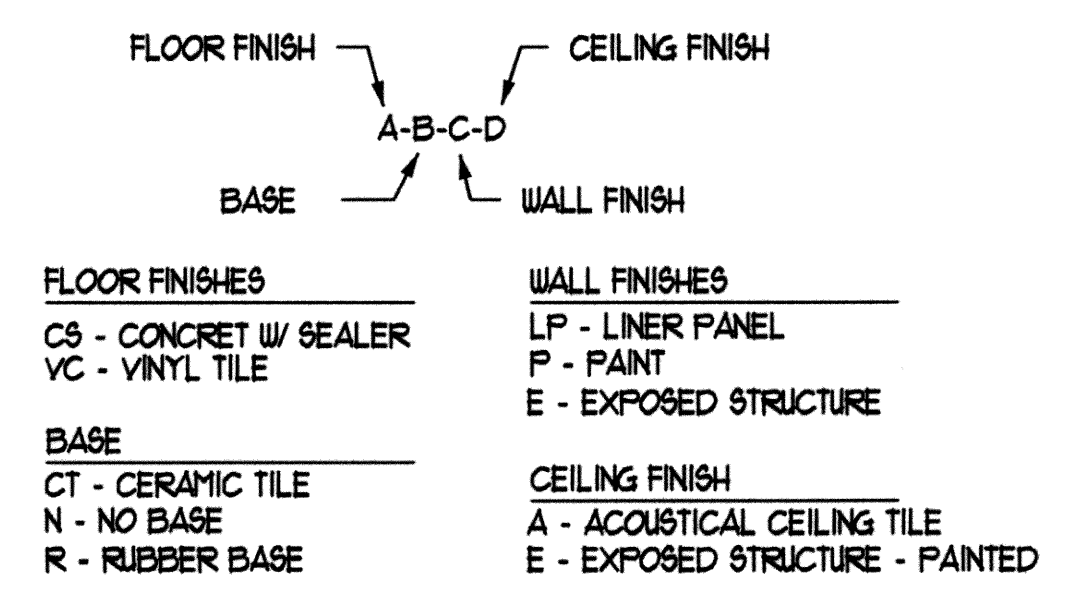 FLOOR FINISH
CEILING FINISH
A-B-C-D
BASE
WALL FINISH
FLOOR FINISHES
CS - CONCRET W/ SEALER
VC - VINYL TILE
BASE
CT - CERAMIC TILE
N - NO BASE
R - RUBBER BASE
WALL FINISHES
LP - LINER PANEL
P - PAINT
E - EXPOSED STRUCTURE
CEILING FINISH
A - ACOUSTICAL CEILING TILE
E - EXPOSED STRUCTURE - PAINTED